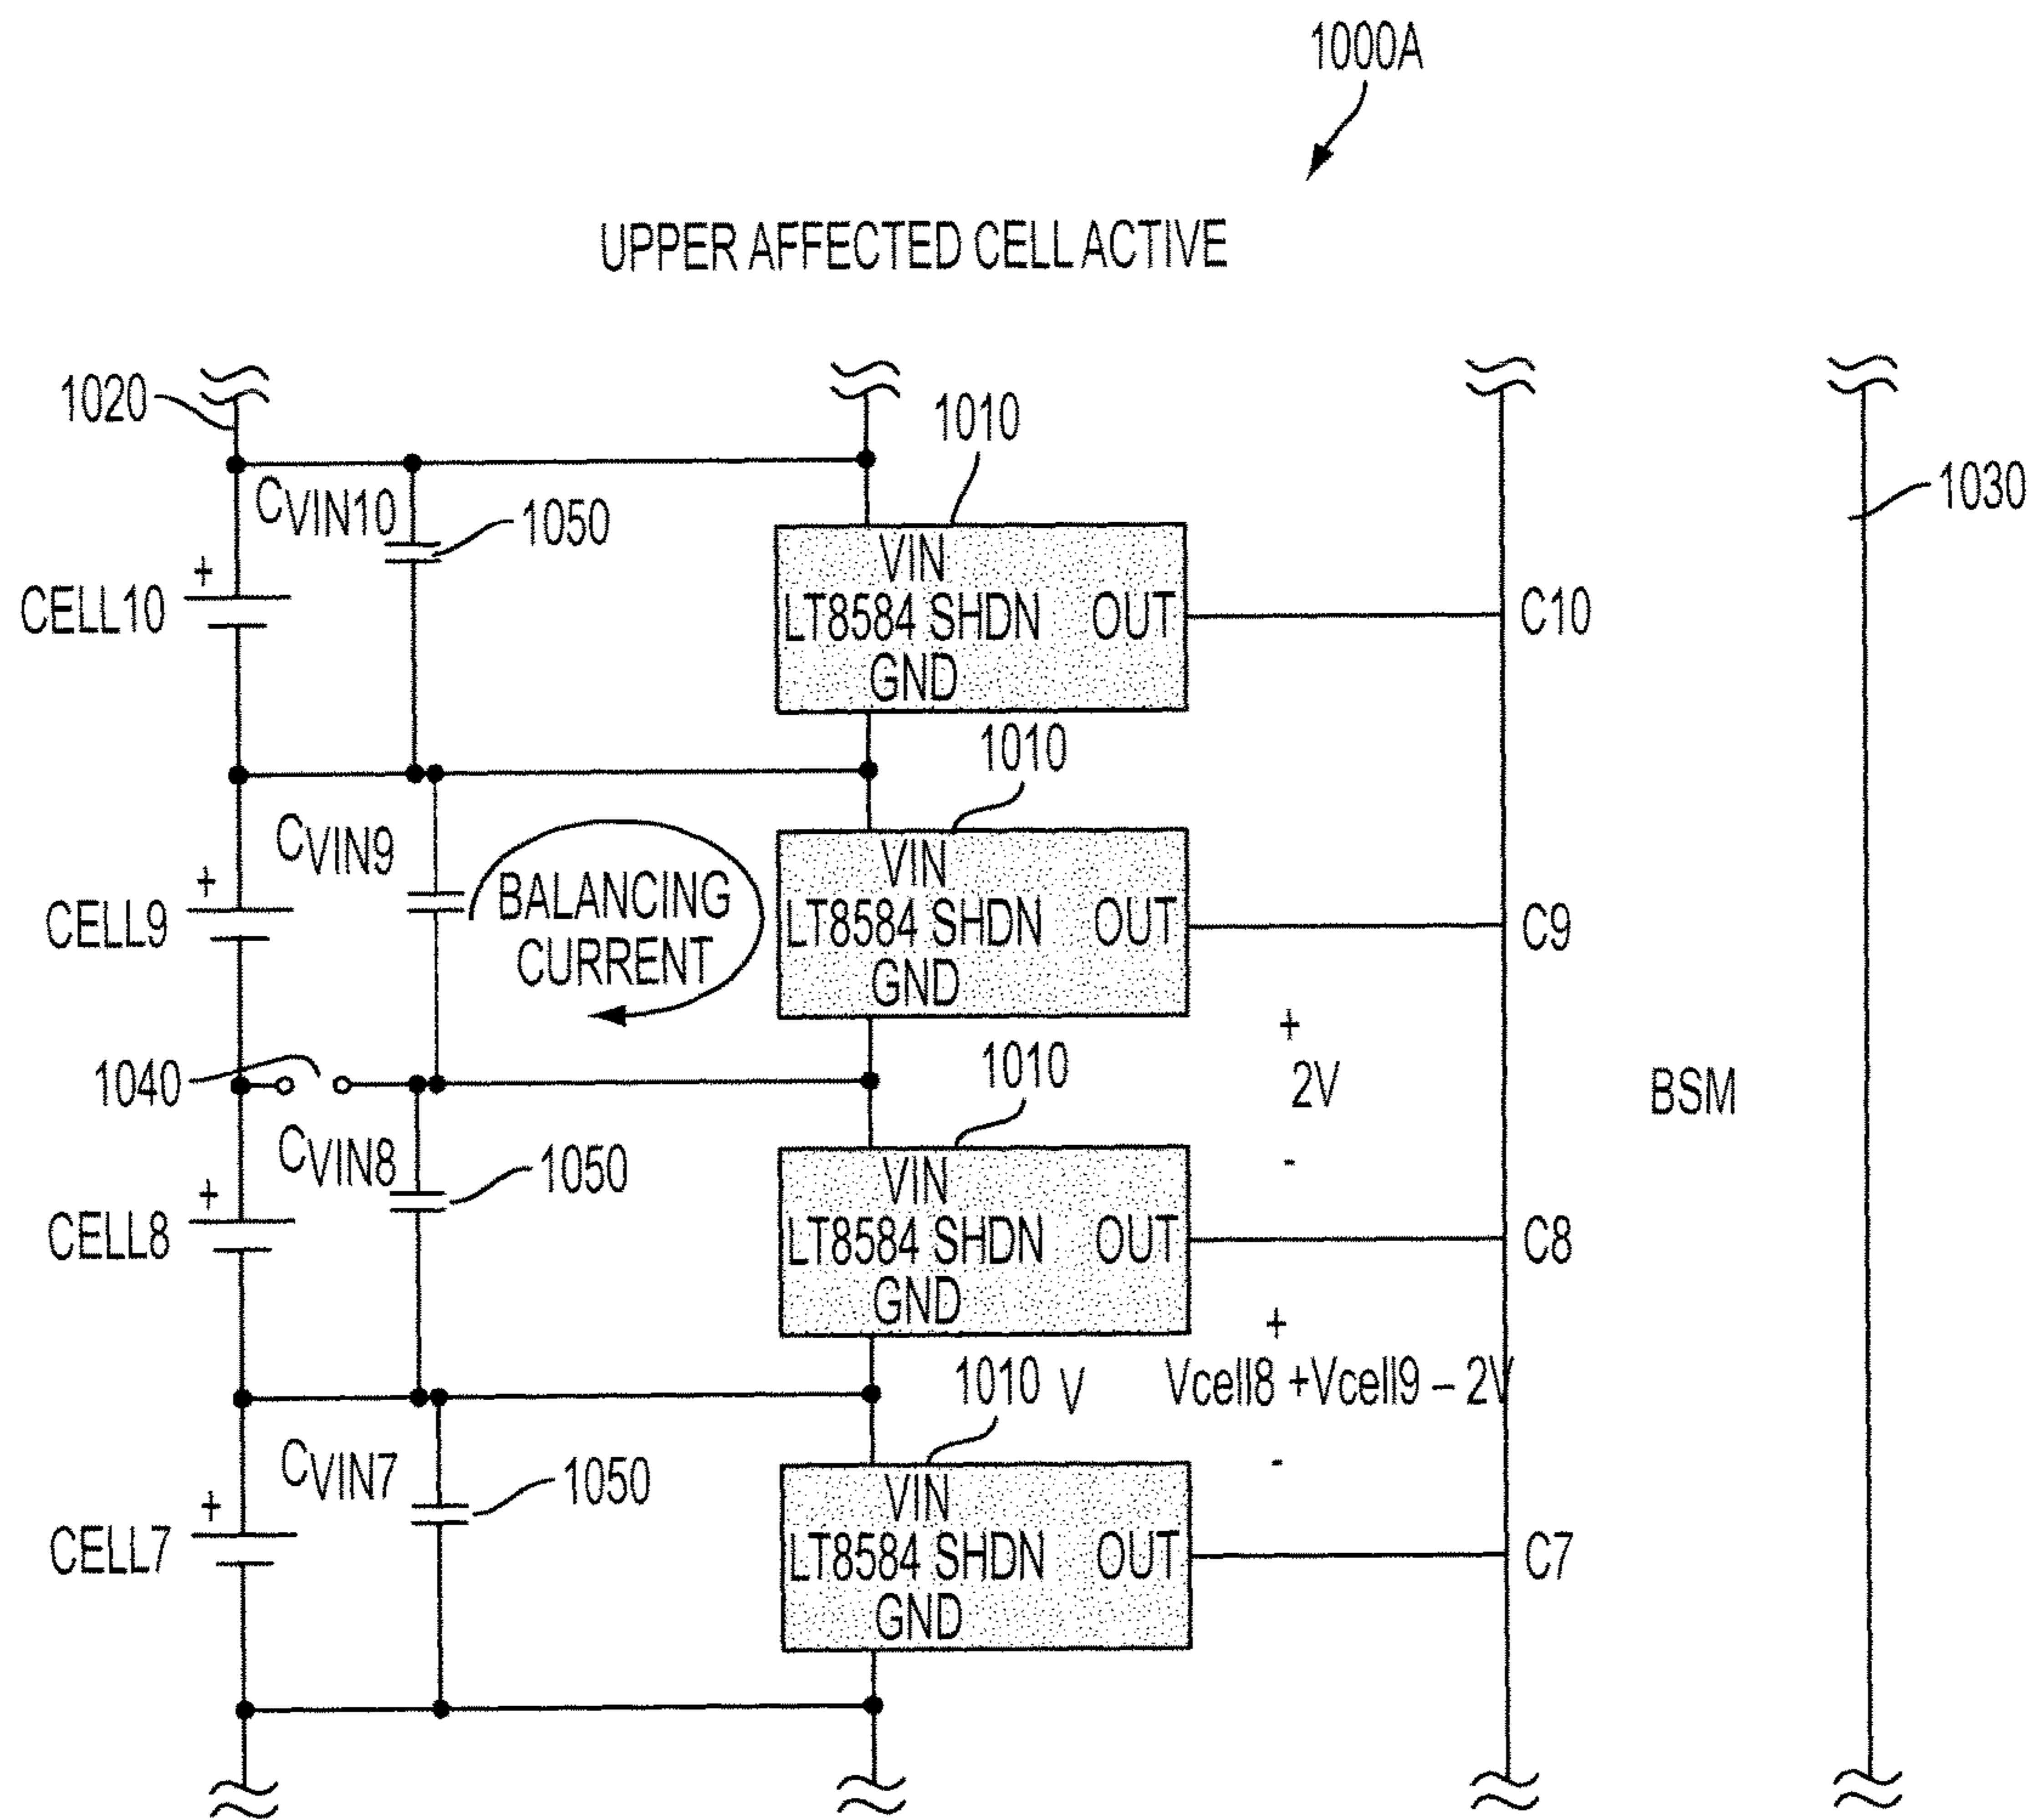 1000A
UPPER AFFECTED CELL ACTIVE
1020
1010
CVIN10
1050
1030
+
CELL10
VIN
LT8584 SHDN OUT
GND
C10
1010
CVIN9
+
CELL9
BALANCING
CURRENT
VIN
LT8584 SHDN OUT
GND
C9
+
2V
-
1040
1010
BSM
CVIN8
1050
+
CELL8
VIN
LT8584 SHDN OUT
GND
C8
+
1010 V
Vcell8 +Vcell9 – 2V
-
CVIN7
1050
+
CELL7
VIN
LT8584 SHDN OUT
GND
C7